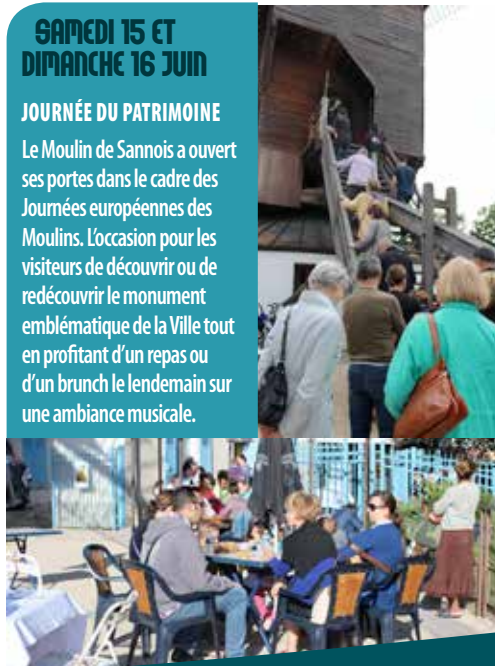 SAMEDI 15 ET
DIMANCHE 16 JUIN
JOURNÉE DU PATRIMOINE
Le Moulin de Sannois a ouvert
ses portes dans le cadre des
Journées européennes des
Moulins. L'occasion pour les
visiteurs de découvrir ou de
redécouvrir le monument
emblématique de la Ville tout
en profitant d'un repas ou
d'un brunch le lendemain sur
une ambiance musicale.